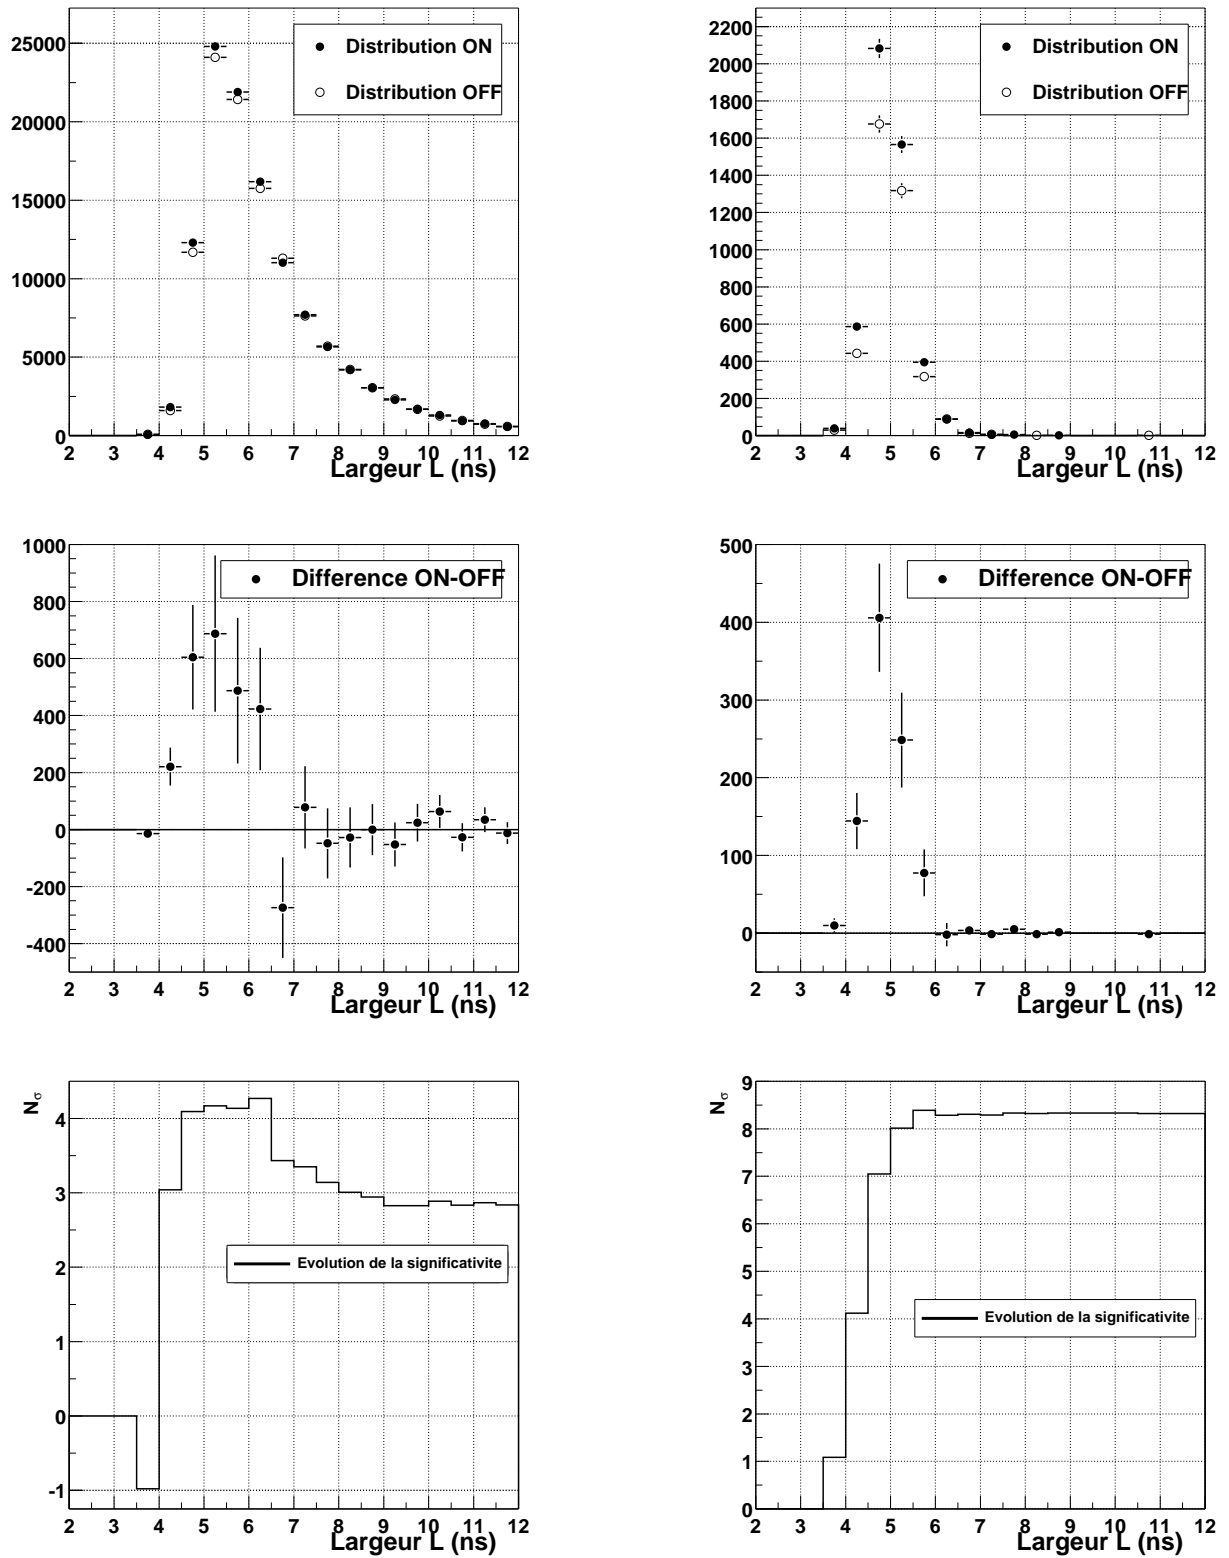 25000
20000
15000
10000
5000
0
Distribution ON
Distribution OFF
2 3 4 5 6 7 8 9 10 11 12
Largeur L (ns)
2200
2000
1800
1600
1400
1200
1000
800
600
400
200
0
Distribution ON
Distribution OFF
2 3 4 5 6 7 8 9 10 11 12
Largeur L (ns)
1000
800
600
400
200
0
-200
-400
Difference ON-OFF
2 3 4 5 6 7 8 9 10 11 12
Largeur L (ns)
500
400
300
200
100
0
Difference ON-OFF
2 3 4 5 6 7 8 9 10 11 12
Largeur L (ns)
Nσ
4
3
2
1
0
-1
Evolution de la significativite
2 3 4 5 6 7 8 9 10 11 12
Largeur L (ns)
Nσ
9
8
7
6
5
4
3
2
1
0
Evolution de la significativite
2 3 4 5 6 7 8 9 10 11 12
Largeur L (ns)